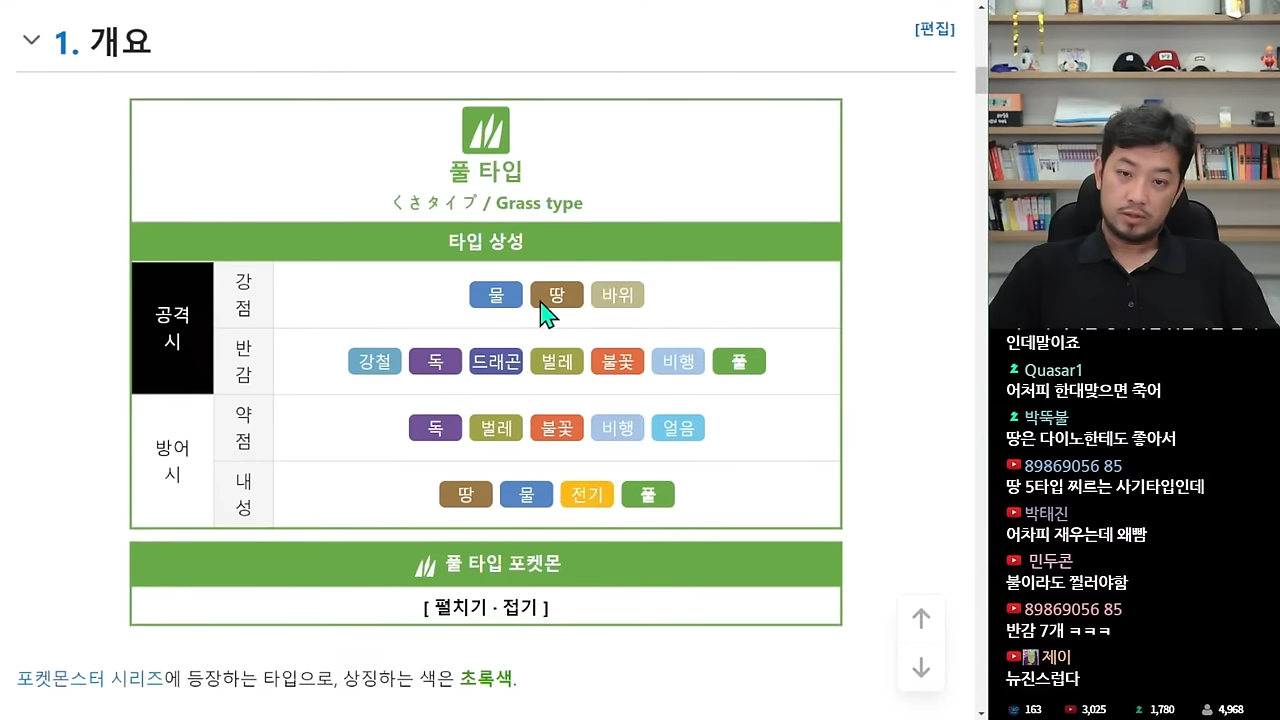 1. 개요
[편집]
풀 타입
くさタイプ / Grass type
타입 상성
공격시
강점
물 땅 바위
반감
강철 독 드래곤 벌레 불꽃 비행 풀
방어시
약점
독 벌레 불꽃 비행 얼음
내성
땅 물 전기 풀
풀 타입 포켓몬
[ 펼치기 · 접기 ]
포켓몬스터 시리즈에 등장하는 타입으로, 상징하는 색은 초록색.
인데말이죠
Quasar1
어처피 한대맞으면 죽어
박뚝불
땅은 다이노한테도 좋아서
89869056 85
땅 5타입 찌르는 사기타입인데
박태진
어차피 재우는데 왜빰
민두콘
불이라도 찔러야함
89869056 85
반감 7개 ㅋㅋㅋ
제이
뉴진스럽다
163 3,025 1,780 4,968